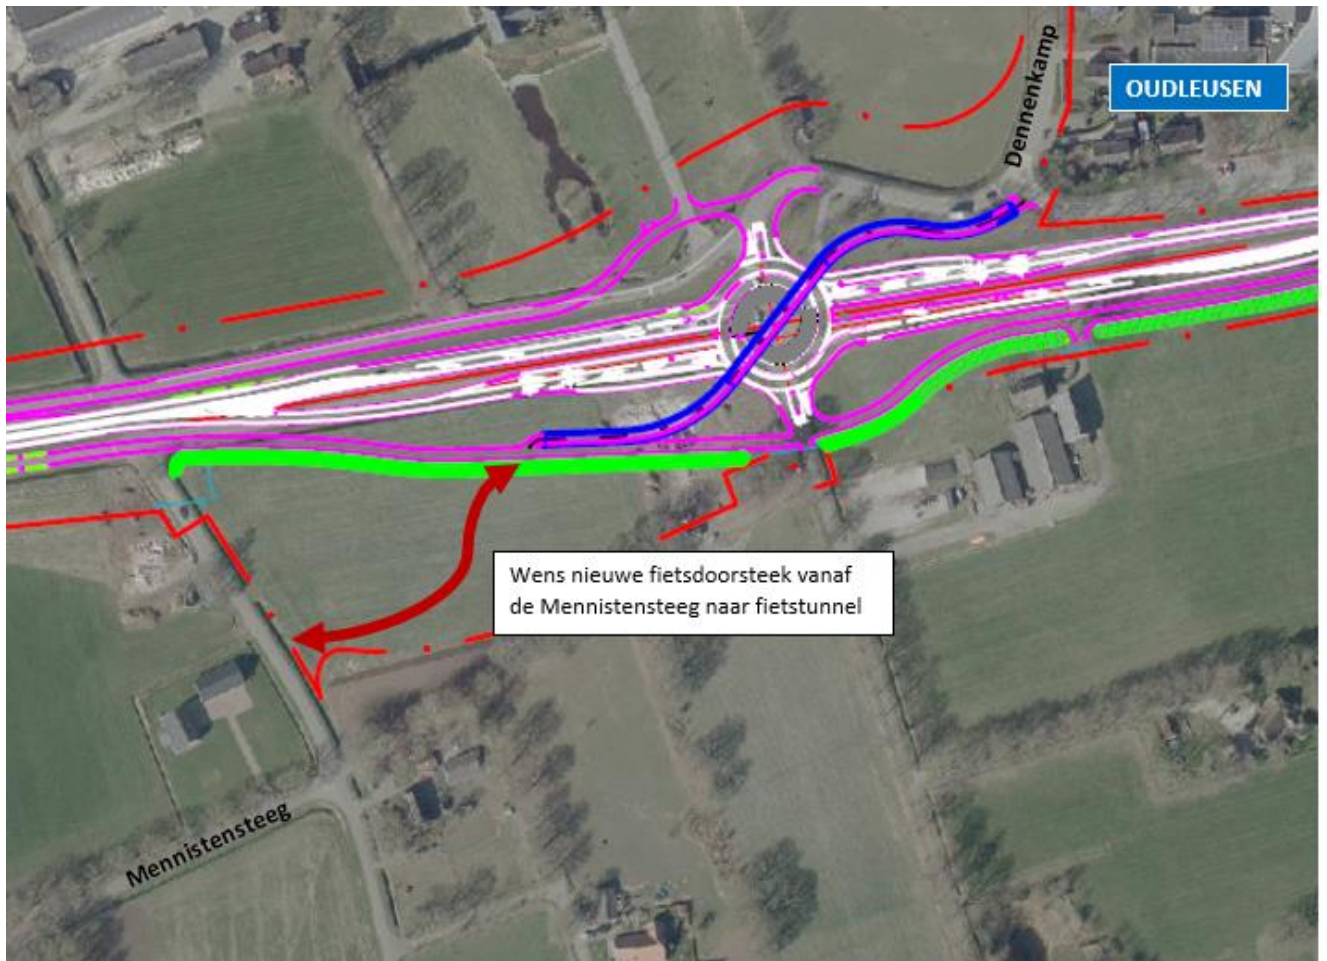 OUDLEUSEN
Dennenkamp
Wens nieuwe fietsdoorsteek vanaf
de Mennistensteeg naar fietstunnel
Mennistensteeg